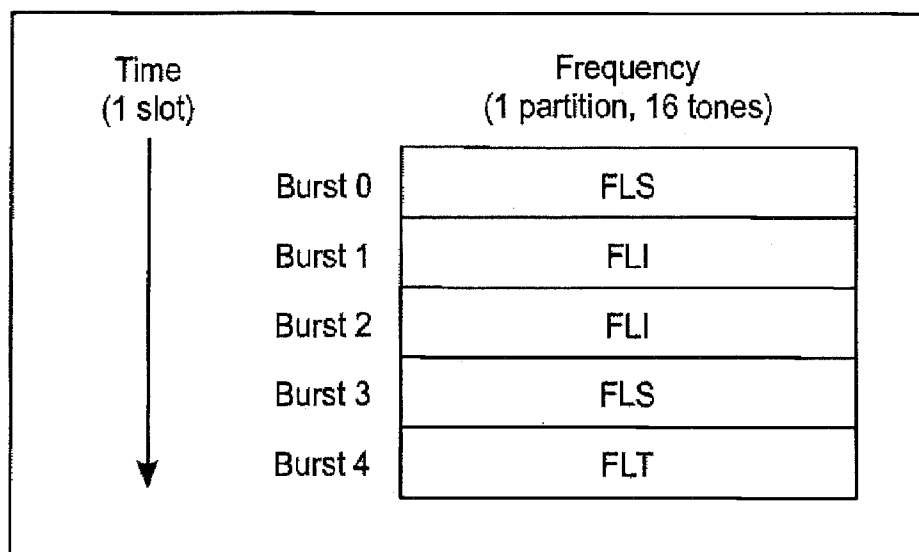 Time
(1 slot)
Frequency
(1 partition, 16 tones)
Burst 0 FLS
Burst 1 FLI
Burst 2 FLI
Burst 3 FLS
Burst 4 FLT